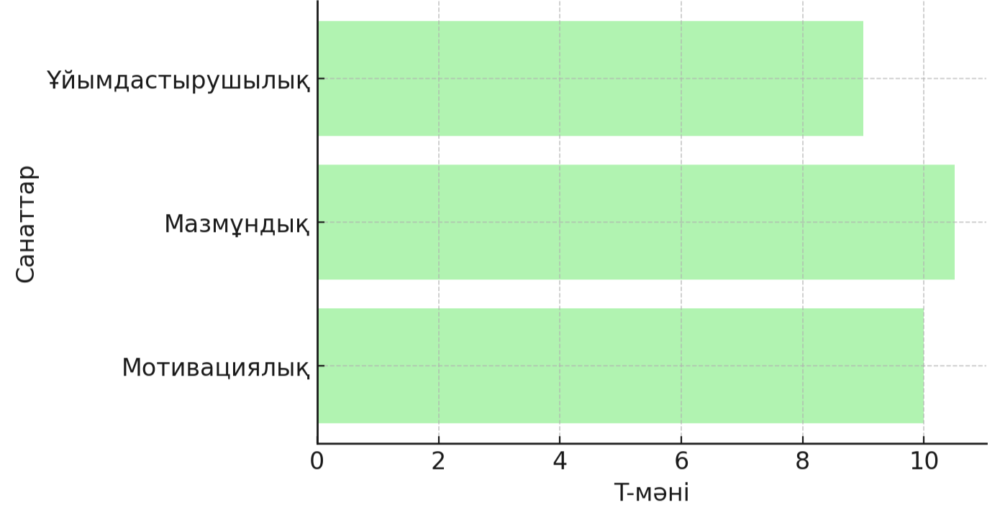 Ұйымдастырушылық
Мазмұндық
Мотивациялық
Санаттар
0 2 4 6 8 10
Т-мәні